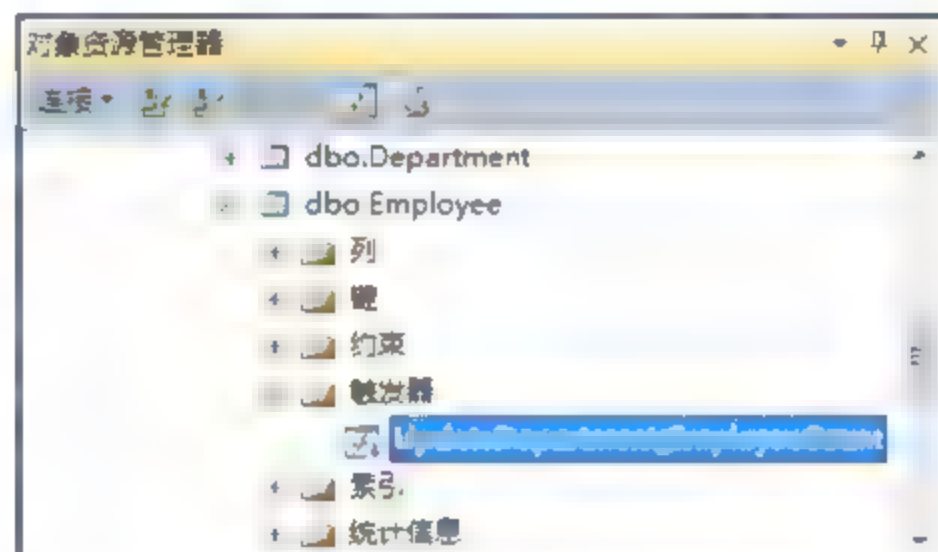 对象资源管理器
连接
dbo.Department
dbo.Employee
列
键
约束
触发器
索引
统计信息